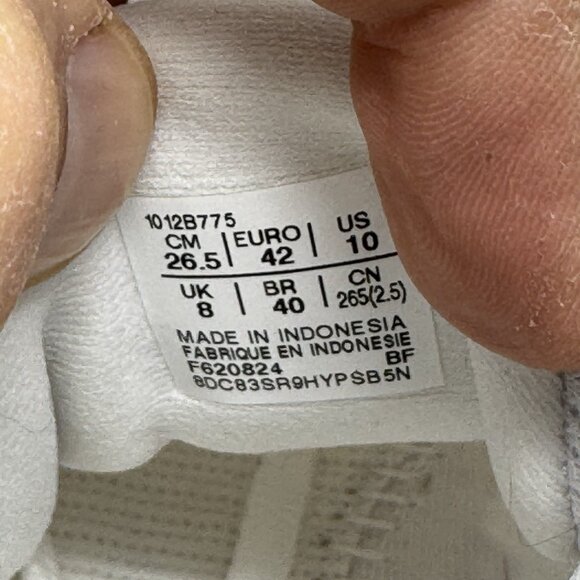 1012B775
CM | EURO | US
26.5 | 42 | 10
UK | BR | CN
8 | 40 | 265(2.5)
MADE IN INDONESIA
FABRIQUE EN INDONESIE
F620824 BF
8DC83SR9HYPSB5N